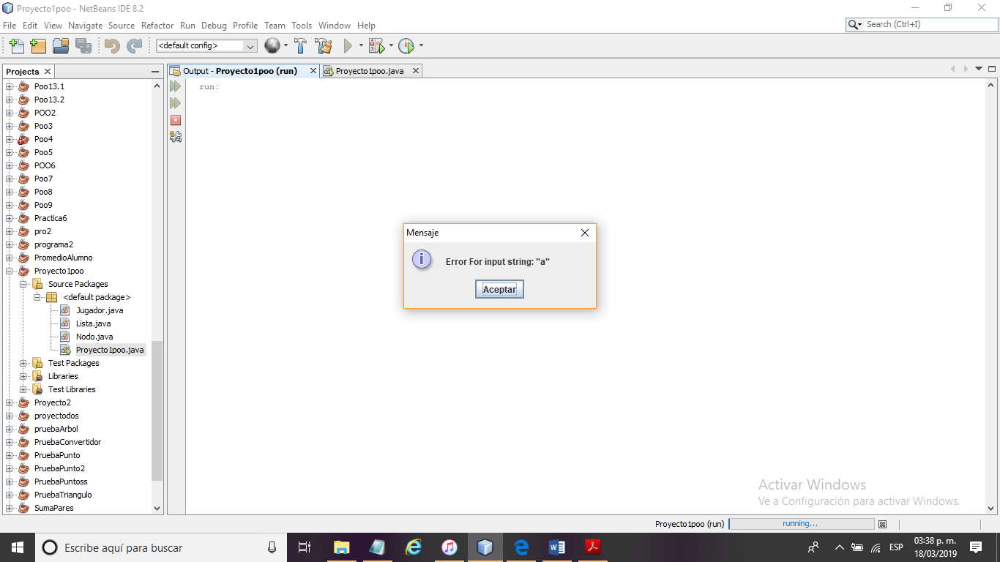 Proyecto1poo - NetBeans IDE 8.2
File Edit View Navigate Source Refactor Run Debug Profile Team Tools Window Help
Search (Ctrl+I)
<default config>
Projects
Output - Proyecto1poo (run)
Proyecto1poo.java
run:
Poo13.1
Poo13.2
POO2
Poo3
Poo4
Poo5
POO6
Poo7
Poo8
Poo9
Practica6
pro2
programa2
PromedioAlumno
Proyecto1poo
Source Packages
<default package>
Jugador.java
Lista.java
Nodo.java
Proyecto1poo.java
Test Packages
Libraries
Test Libraries
Proyecto2
proyectodos
pruebaArbol
PruebaConvertidor
PruebaPunto
PruebaPunto2
PruebaPuntoss
PruebaTriangulo
SumaPares
Mensaje
Error For input string: "a"
Aceptar
Activar Windows
Ve a Configuración para activar Windows.
Proyecto1poo (run)
running...
Escribe aquí para buscar
ESP
03:38 p. m.
18/03/2019